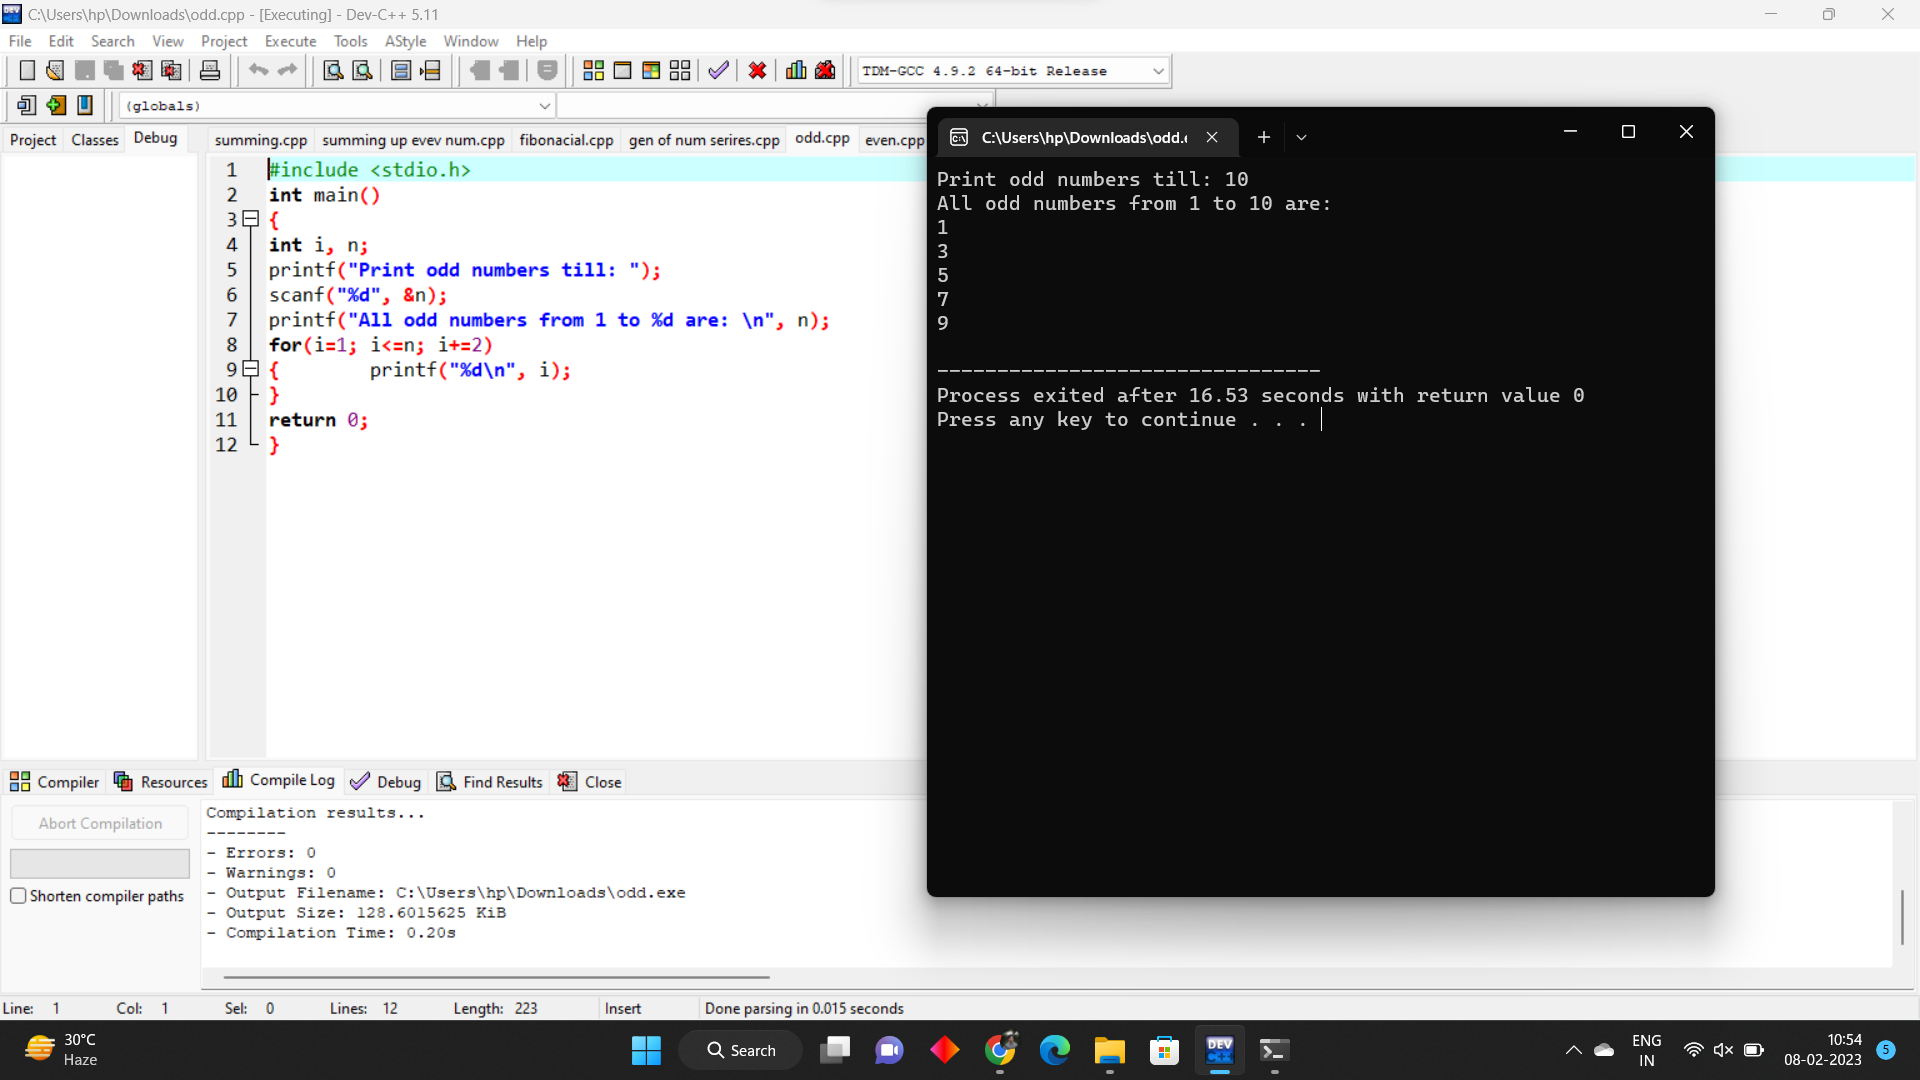 C:\Users\hp\Downloads\odd.cpp - [Executing] - Dev-C++ 5.11
File Edit Search View Project Execute Tools AStyle Window Help
TDM-GCC 4.9.2 64-bit Release
(globals)
Project Classes Debug
summing.cpp summing up evev num.cpp fibonacial.cpp gen of num serires.cpp odd.cpp even.cpp
1 #include <stdio.h>
2 int main()
3 {
4 int i, n;
5 printf("Print odd numbers till: ");
6 scanf("%d", &n);
7 printf("All odd numbers from 1 to %d are: \n", n);
8 for(i=1; i<=n; i+=2)
9 { printf("%d\n", i);
10 }
11 return 0;
12 }
C:\Users\hp\Downloads\odd.
Print odd numbers till: 10
All odd numbers from 1 to 10 are:
1
3
5
7
9
--------------------------------
Process exited after 16.53 seconds with return value 0
Press any key to continue . . .
Compiler Resources Compile Log Debug Find Results Close
Abort Compilation
Shorten compiler paths
Compilation results...
--------
- Errors: 0
- Warnings: 0
- Output Filename: C:\Users\hp\Downloads\odd.exe
- Output Size: 128.6015625 KiB
- Compilation Time: 0.20s
Line: 1 Col: 1 Sel: 0 Lines: 12 Length: 223 Insert Done parsing in 0.015 seconds
30°C
Haze
Search
DEV
C++
ENG
IN
10:54
08-02-2023
5